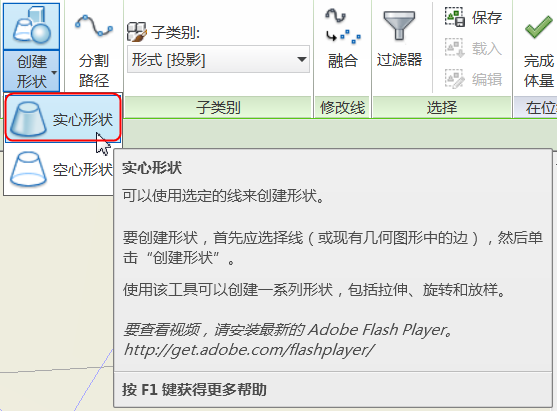 创建
形状
分割
路径
子类别:
形式 [投影]
融合
过滤器
保存
载入
编辑
完成
体量
子类别
修改线
选择
在位
实心形状
空心形状
实心形状
可以使用选定的线来创建形状。
要创建形状，首先应选择线（或现有几何图形中的边），然后单
击“创建形状”。
使用该工具可以创建一系列形状，包括拉伸、旋转和放样。
要查看视频，请安装最新的 Adobe Flash Player。
http://get.adobe.com/flashplayer/
按 F1 键获得更多帮助